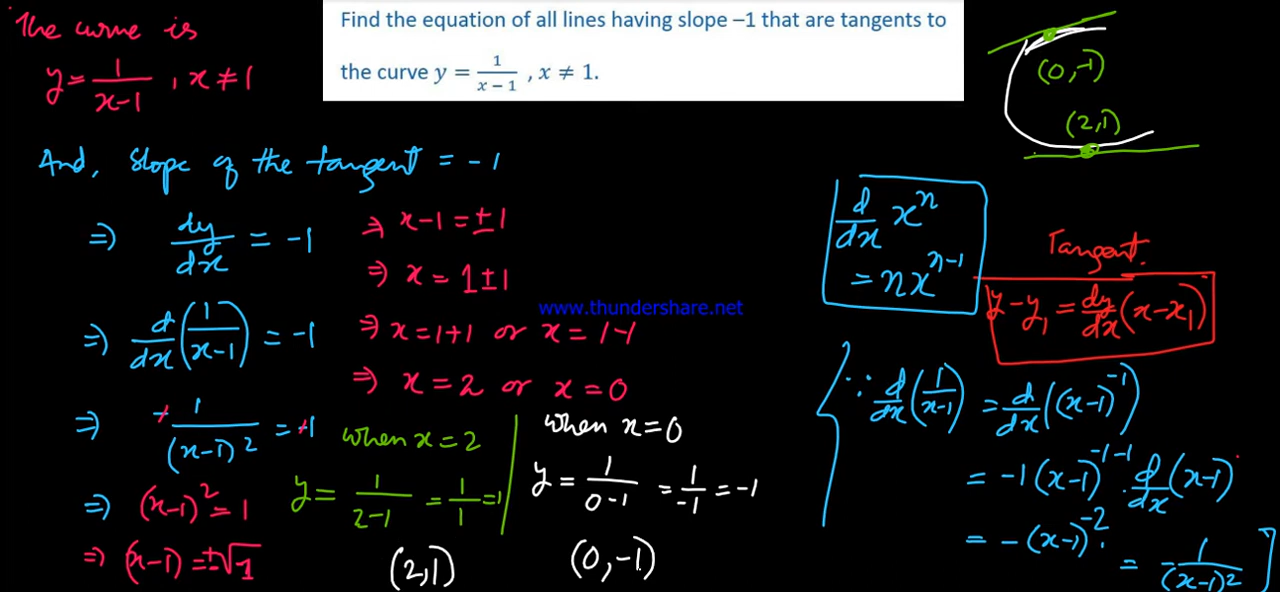 The curve is
y = 1/(x-1) , x ≠ 1
Find the equation of all lines having slope –1 that are tangents to
the curve y = 1/(x – 1) , x ≠ 1.
(0,-1)
(2,1)
And, Slope of the tangent = -1
⇒ dy/dx = -1
⇒ d/dx (1/(x-1)) = -1
⇒ -1/(x-1)² = -1
⇒ (x-1)² = 1
⇒ (x-1) = ±√1
⇒ x-1 = ±1
⇒ x = 1±1
www.thundershare.net
⇒ x = 1+1 or x = 1-1
⇒ x = 2 or x = 0
when x = 2
y = 1/(2-1) = 1/1 = 1
(2,1)
when x = 0
y = 1/(0-1) = 1/-1 = -1
(0,-1)
d/dx xⁿ
= nxⁿ⁻¹
Tangent.
y-y₁ = dy/dx (x-x₁)
∵ d/dx (1/(x-1)) = d/dx ((x-1)⁻¹)
= -1(x-1)⁻¹⁻¹ . d/dx (x-1)
= -(x-1)⁻² .
= -1/(x-1)² ]